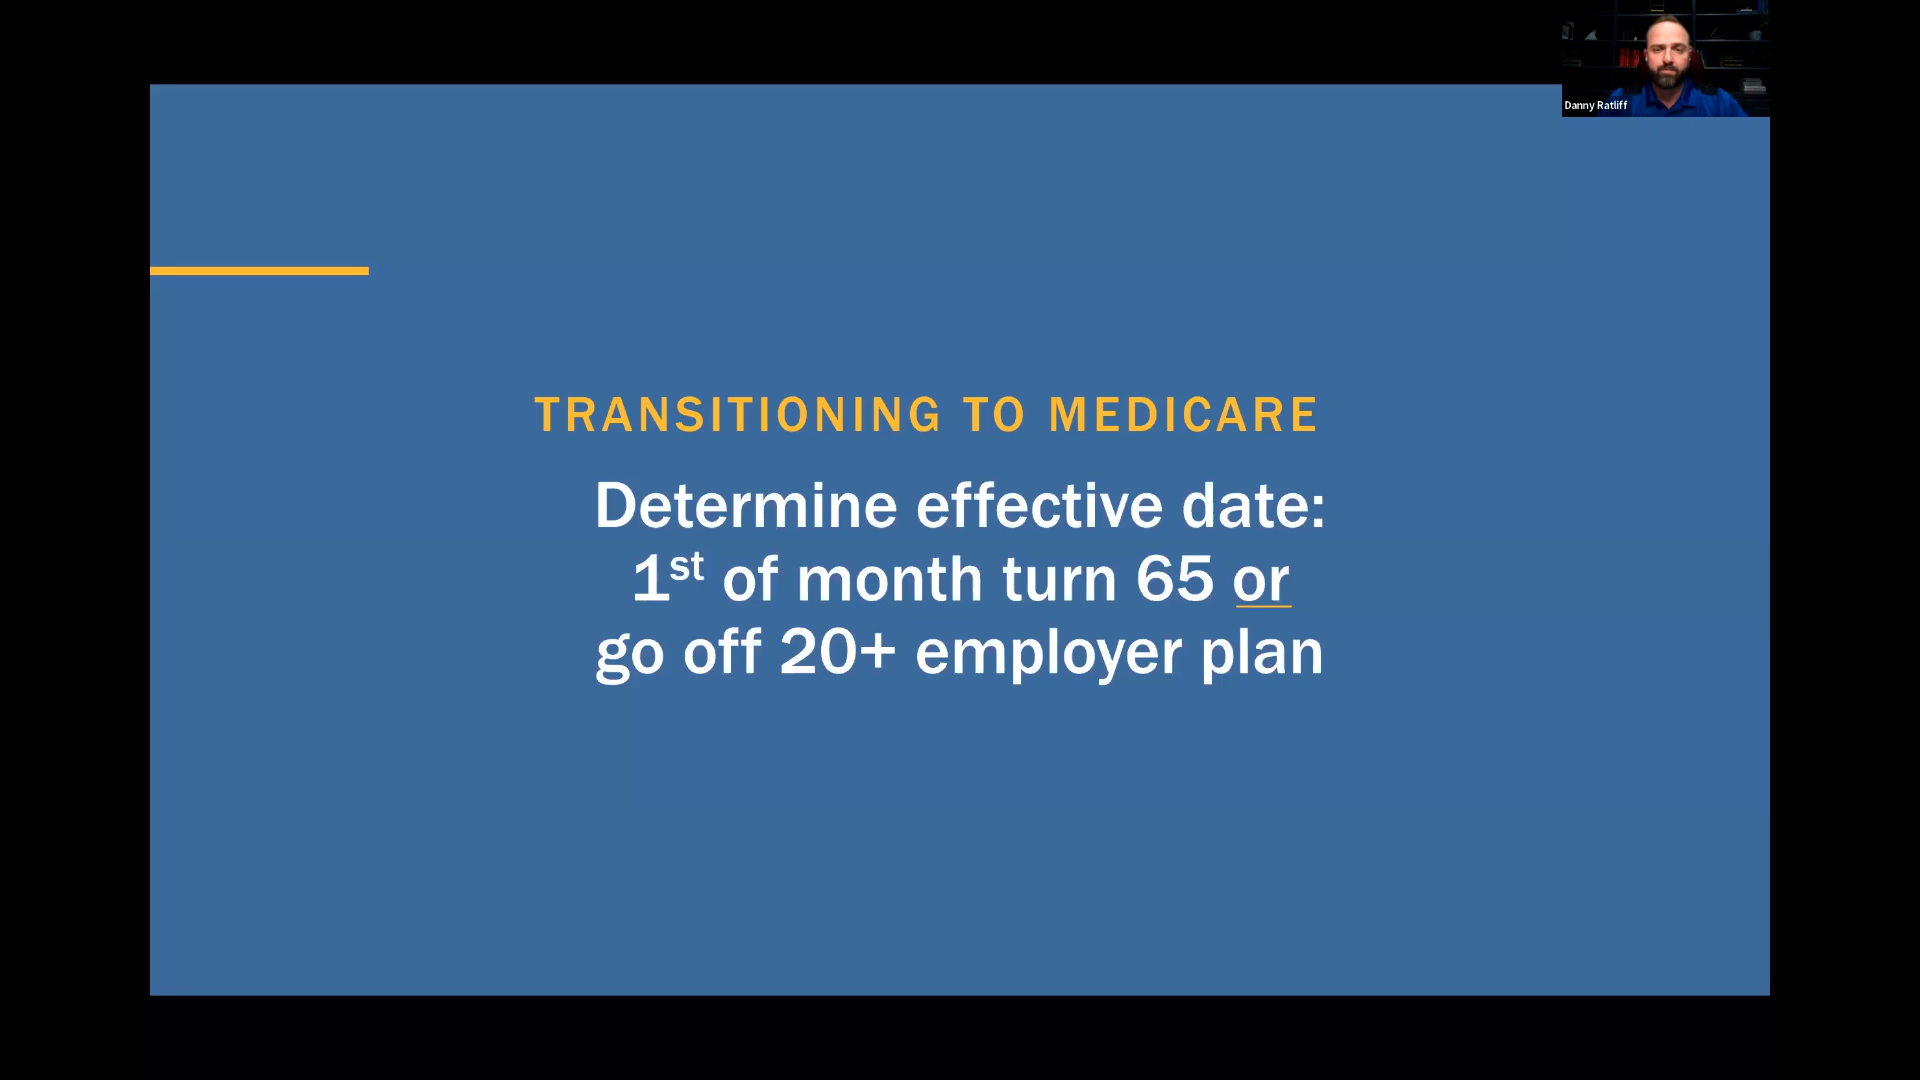 Danny Ratliff
TRANSITIONING TO MEDICARE
Determine effective date:
1st of month turn 65 or
go off 20+ employer plan